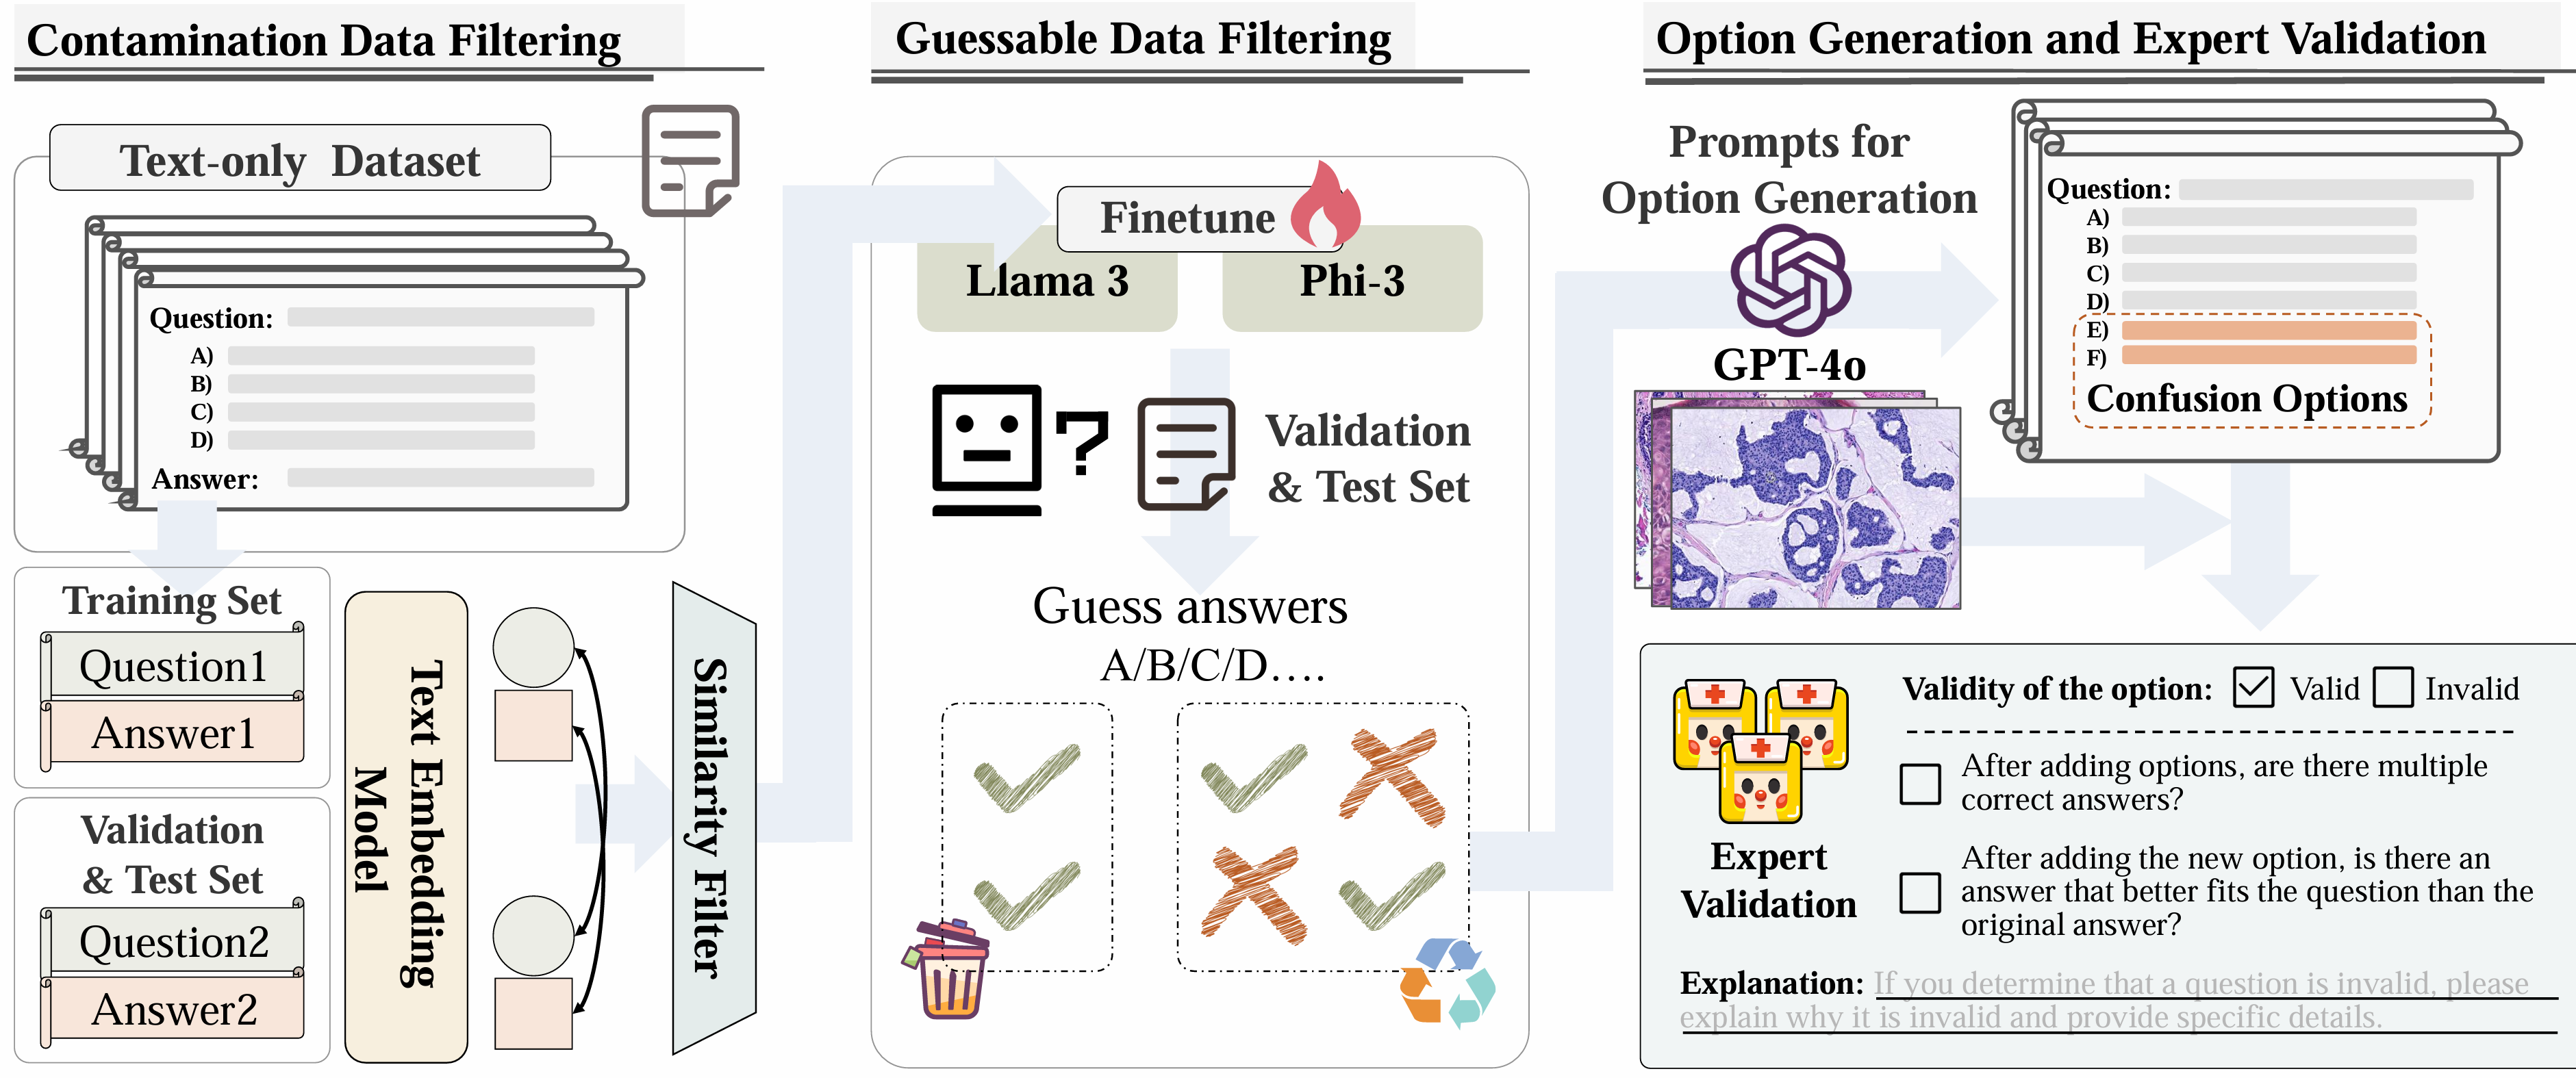 Contamination Data Filtering
Text-only Dataset
Question:
A)
B)
C)
D)
Answer:
Training Set
Question1
Answer1
Validation
& Test Set
Question2
Answer2
Text Embedding
Model
Similarity Filter
Guessable Data Filtering
Finetune
Llama 3
Phi-3
?
Validation
& Test Set
Guess answers
A/B/C/D....
Option Generation and Expert Validation
Prompts for
Option Generation
GPT-4o
Question:
A)
B)
C)
D)
E)
F)
Confusion Options
Expert
Validation
Validity of the option: Valid Invalid
After adding options, are there multiple
correct answers?
After adding the new option, is there an
answer that better fits the question than the
original answer?
Explanation: If you determine that a question is invalid, please
explain why it is invalid and provide specific details.